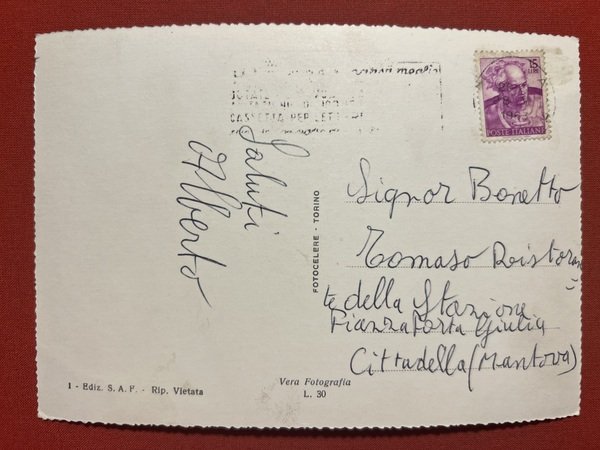 CASSETTA PER LETTERE
15
LIRE
POSTE ITALIANE
Saluti
Alberto
FOTOCELERE - TORINO
Signor Bonetto
Tomaso Ristoran
te della Stazione
Piazza Porta Giulia
Cittadella (Mantova)
1 - Ediz. S. A. F. - Rip. Vietata
Vera Fotografia
L. 30